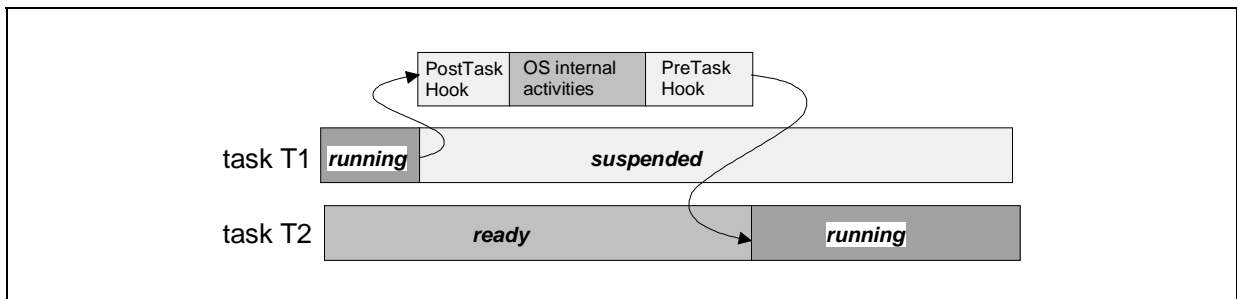 PostTask OS internal PreTask
Hook activities Hook
task T1 running suspended
task T2 ready running